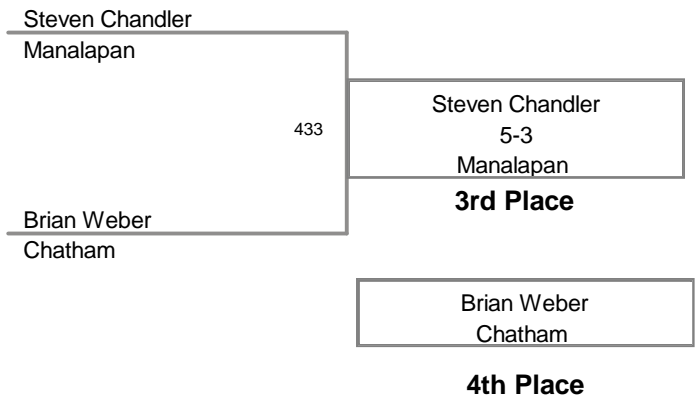 Steven Chandler
Manalapan
433
Steven Chandler
5-3
Manalapan
3rd Place
Brian Weber
Chatham
Brian Weber
Chatham
4th Place